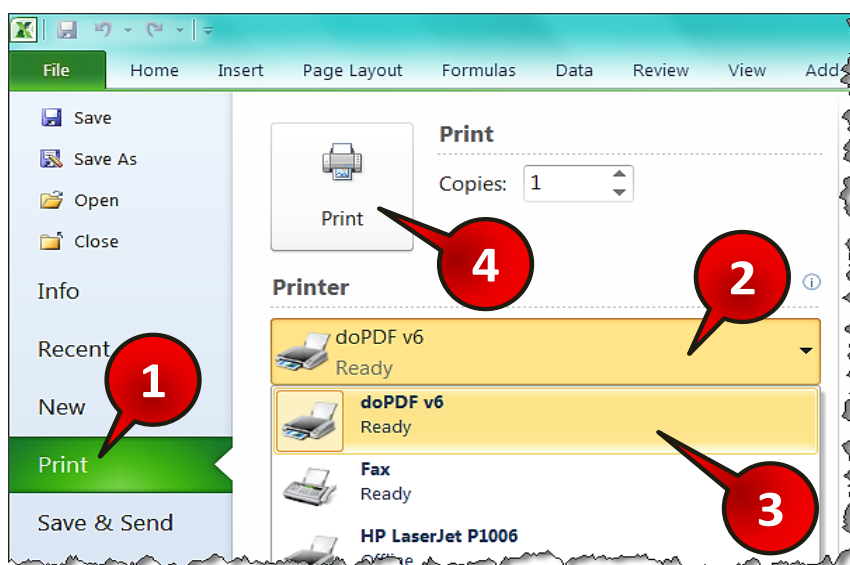 File Home Insert Page Layout Formulas Data Review View Add
Save
Save As
Open
Close
Info
Recent
New
Print
Save & Send
Print
Print
Copies: 1
4
Printer
2
doPDF v6
Ready
1
doPDF v6
Ready
3
Fax
Ready
HP LaserJet P1006
Offline